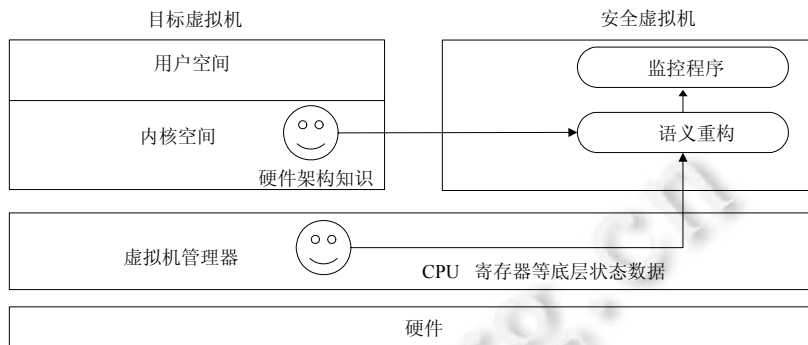 目标虚拟机
安全虚拟机
用户空间
监控程序
内核空间
语义重构
硬件架构知识
虚拟机管理器
CPU 寄存器等底层状态数据
硬件